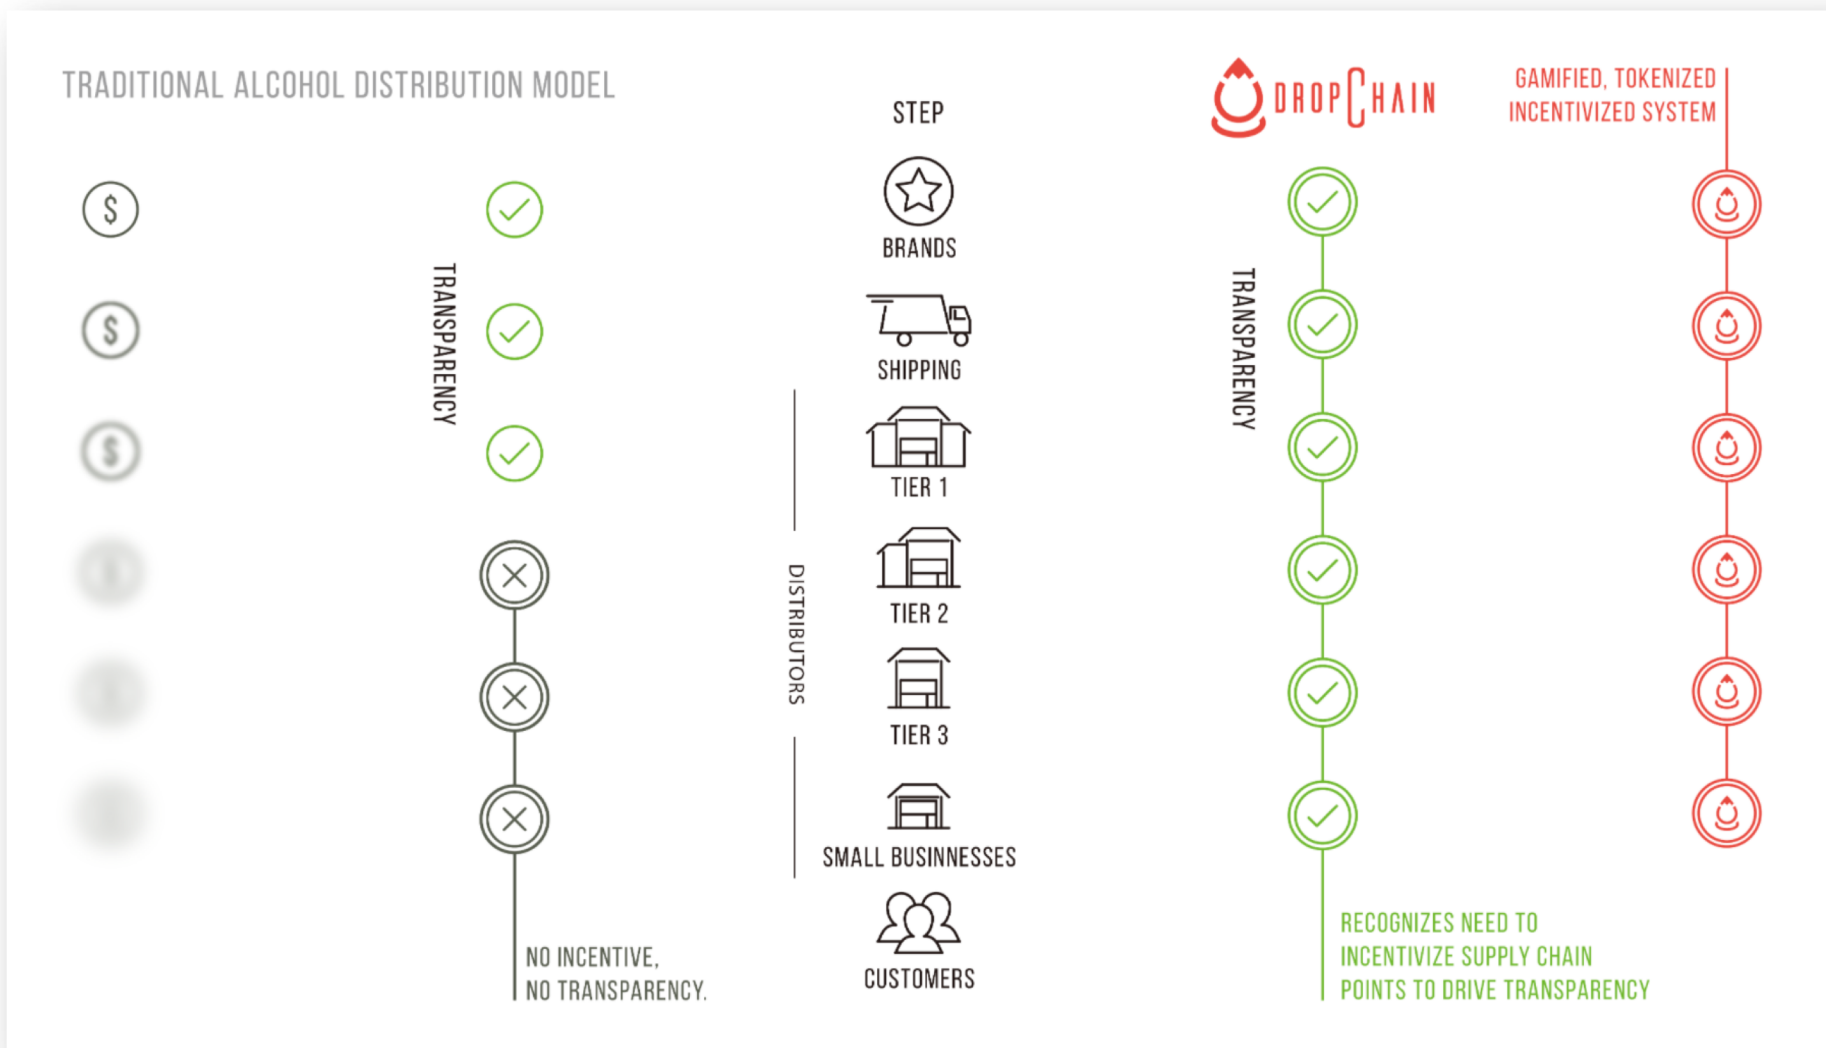 TRADITIONAL ALCOHOL DISTRIBUTION MODEL
$
$
$
TRANSPARENCY
NO INCENTIVE,
NO TRANSPARENCY.
STEP
BRANDS
SHIPPING
TIER 1
TIER 2
TIER 3
SMALL BUSINNESSES
CUSTOMERS
DISTRIBUTORS
DROPCHAIN
TRANSPARENCY
RECOGNIZES NEED TO
INCENTIVIZE SUPPLY CHAIN
POINTS TO DRIVE TRANSPARENCY
GAMIFIED, TOKENIZED
INCENTIVIZED SYSTEM